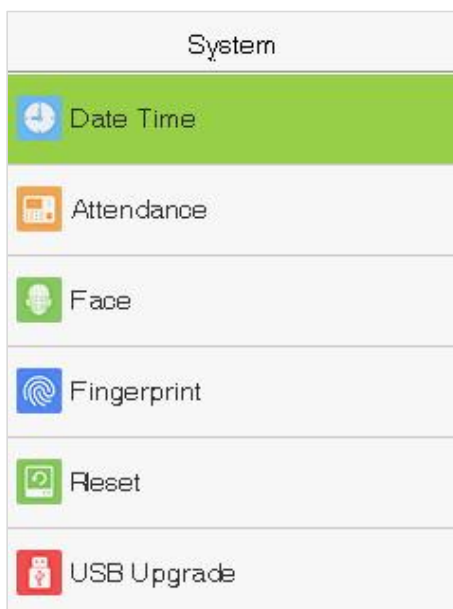 System
Date Time
Attendance
Face
Fingerprint
Reset
USB Upgrade